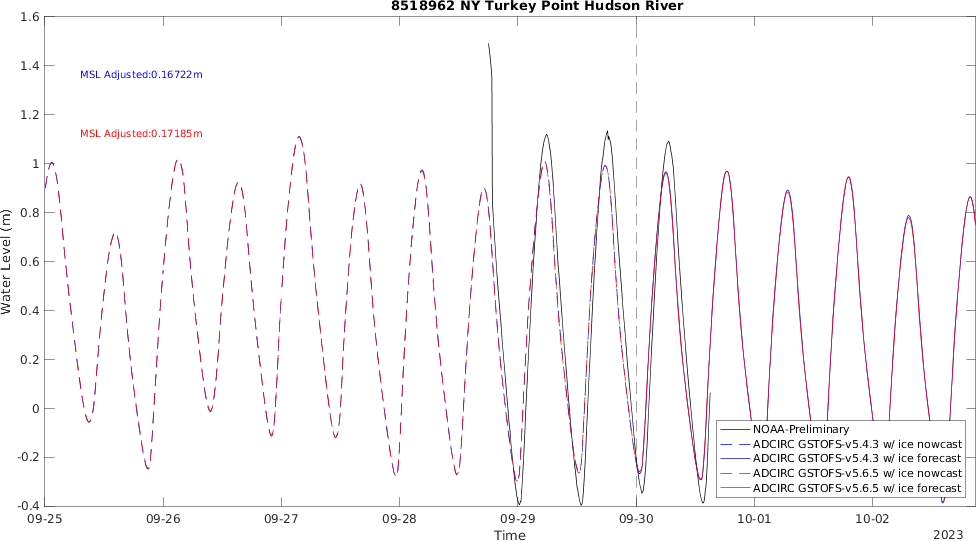 8518962 NY Turkey Point Hudson River
1.6
1.4
1.2
1
0.8
0.6
0.4
0.2
0
-0.2
-0.4
Water Level (m)
MSL Adjusted:0.16722m
MSL Adjusted:0.17185m
NOAA-Preliminary
ADCIRC GSTOFS-v5.4.3 w/ ice nowcast
ADCIRC GSTOFS-v5.4.3 w/ ice forecast
ADCIRC GSTOFS-v5.6.5 w/ ice nowcast
ADCIRC GSTOFS-v5.6.5 w/ ice forecast
09-25 09-26 09-27 09-28 09-29 09-30 10-01 10-02
Time
2023